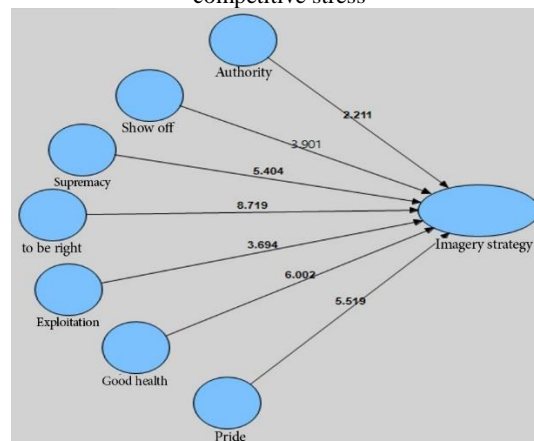 competitive stress
Authority
2.211
Show off
3.901
Supremacy
5.404
to be right
8.719
Imagery strategy
Exploitation
3.694
Good health
6.002
Pride
5.519